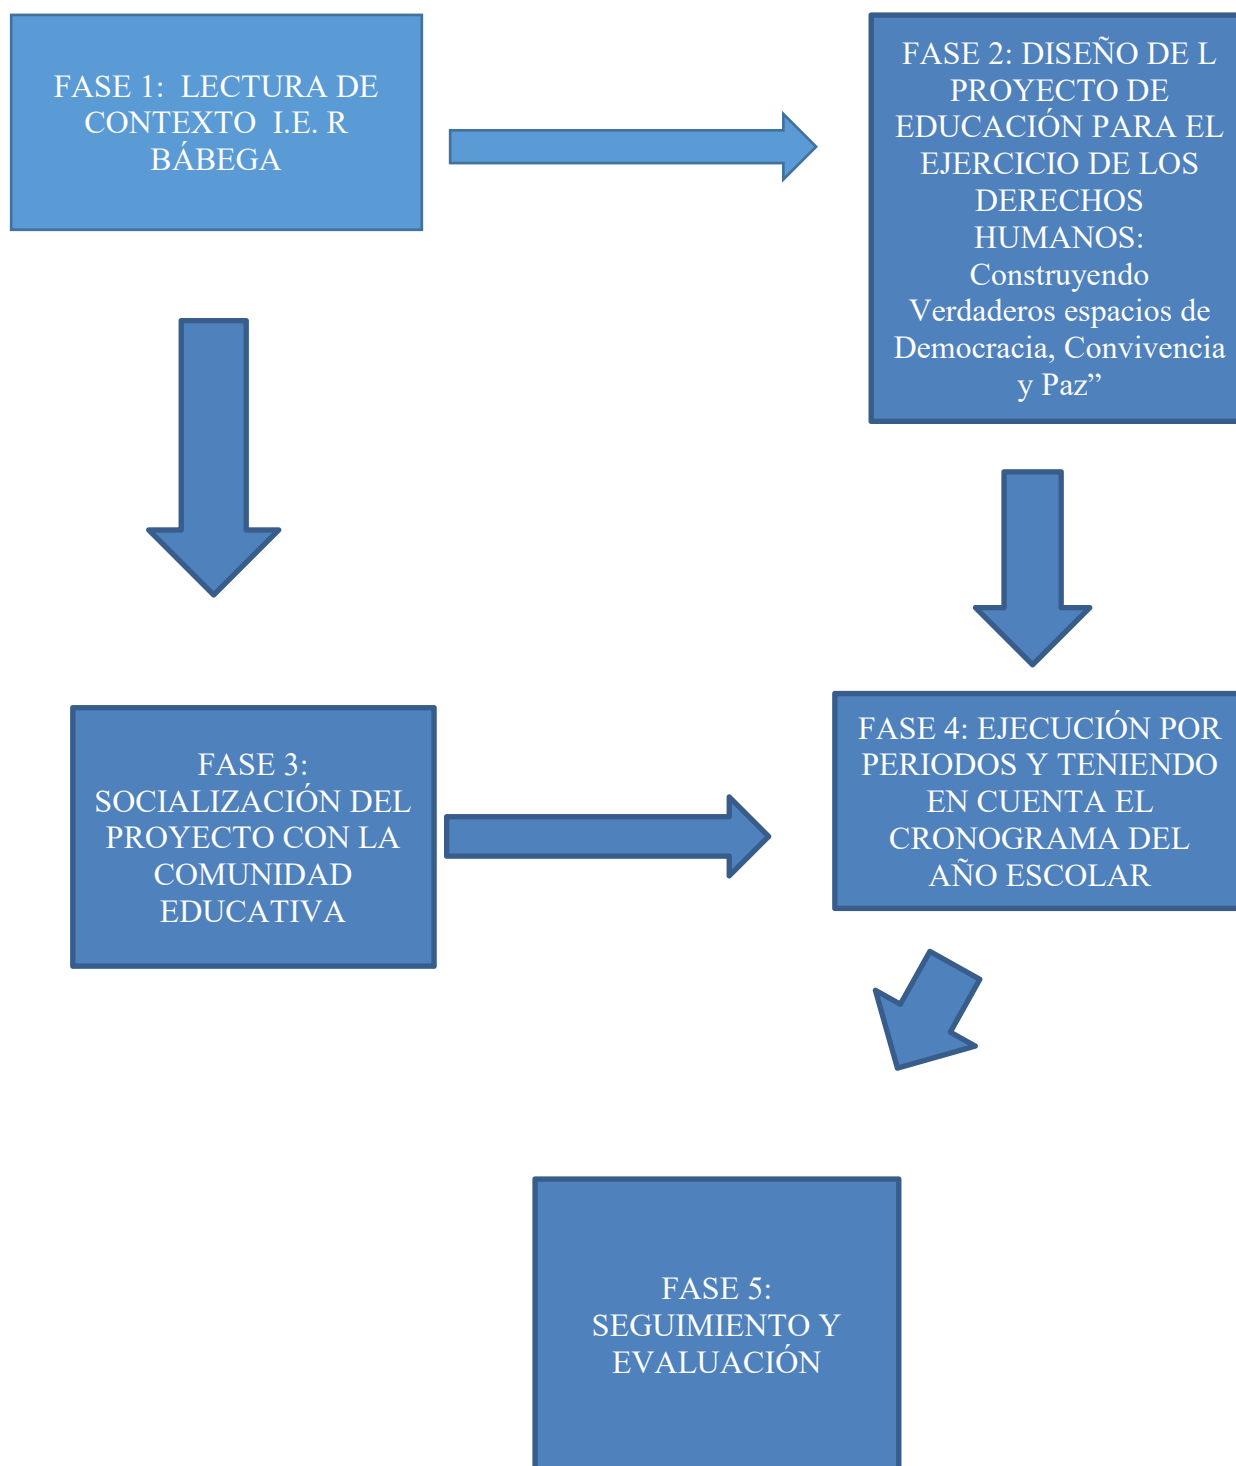 FASE 1: LECTURA DE
CONTEXTO I.E. R
BÁBEGA
FASE 2: DISEÑO DE L
PROYECTO DE
EDUCACIÓN PARA EL
EJERCICIO DE LOS
DERECHOS
HUMANOS:
Construyendo
Verdaderos espacios de
Democracia, Convivencia
y Paz”
FASE 3:
SOCIALIZACIÓN DEL
PROYECTO CON LA
COMUNIDAD
EDUCATIVA
FASE 4: EJECUCIÓN POR
PERIODOS Y TENIENDO
EN CUENTA EL
CRONOGRAMA DEL
AÑO ESCOLAR
FASE 5:
SEGUIMIENTO Y
EVALUACIÓN